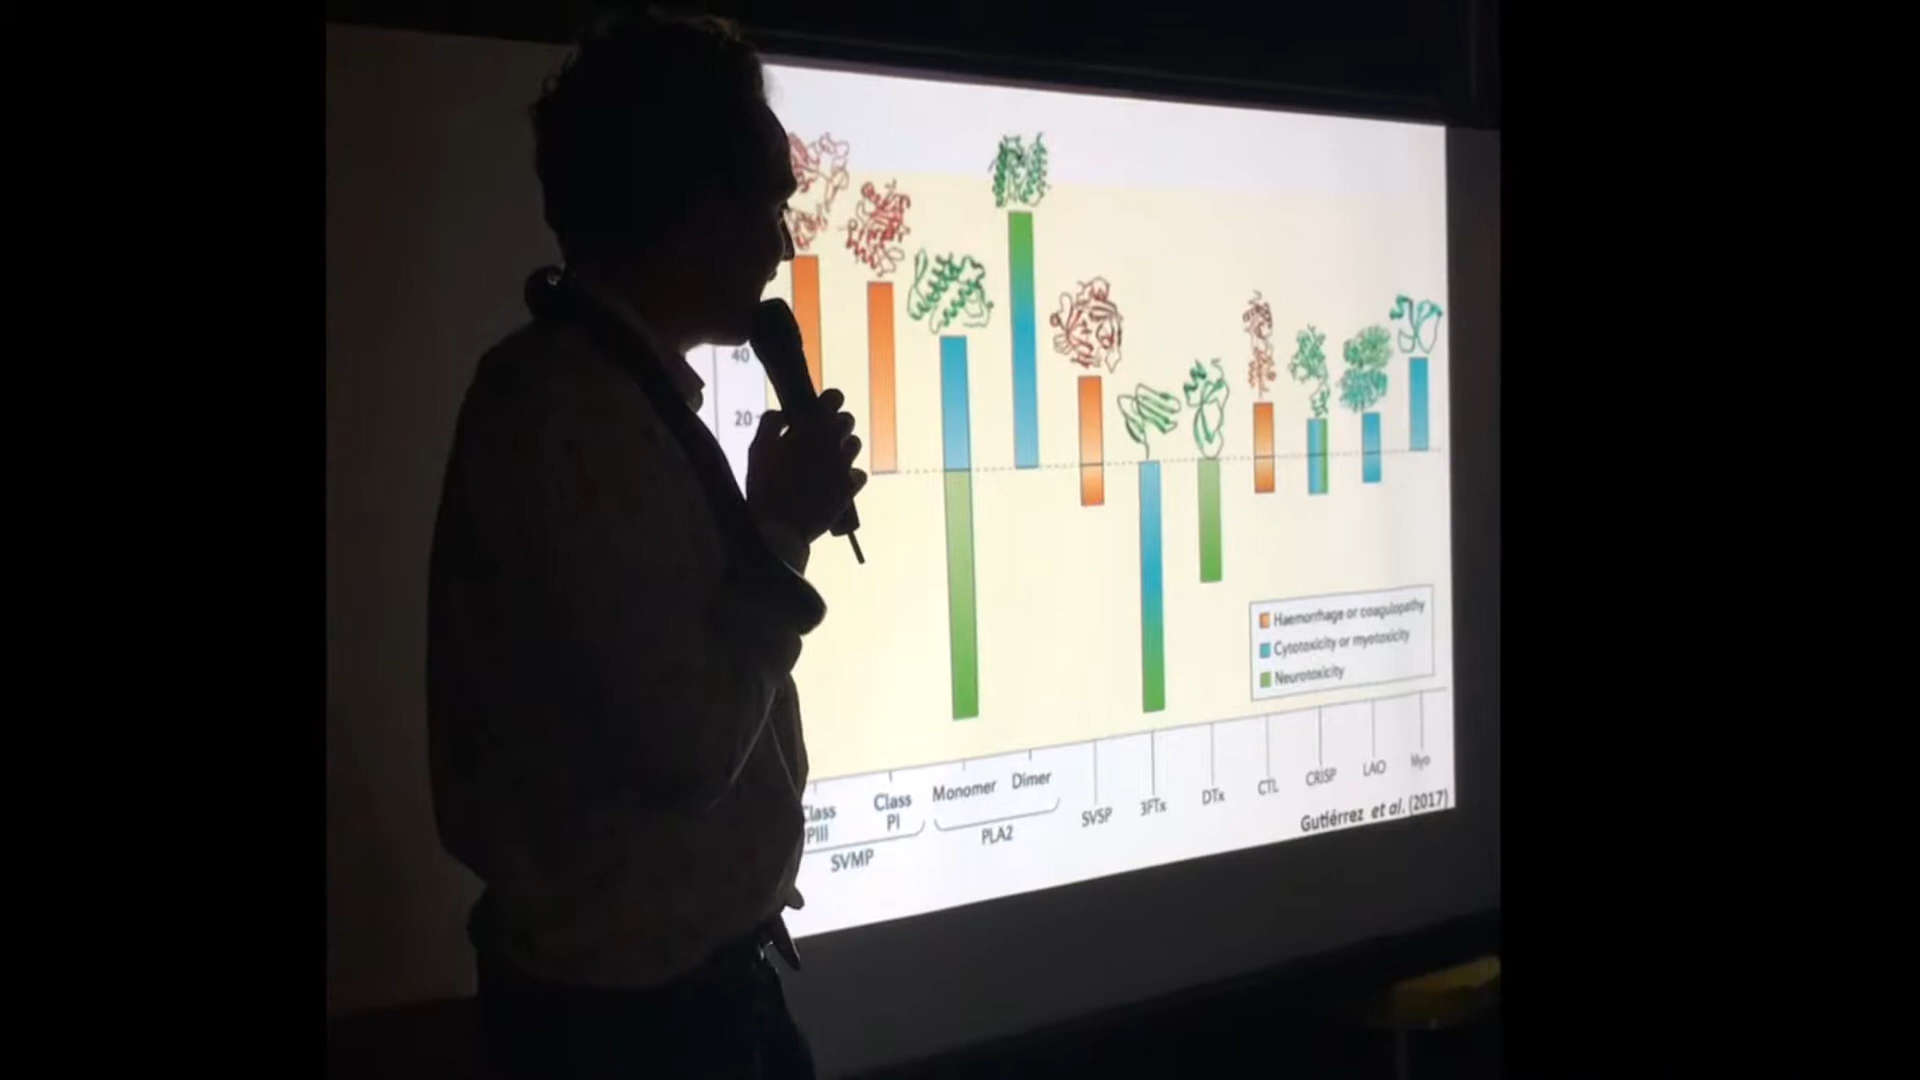 40
20
Haemorrhage or coagulopathy
Cytotoxicity or myotoxicity
Neurotoxicity
Class
PIII
Class
PI
SVMP
Monomer
Dimer
PLA2
SVSP
3FTx
DTx
CTL
CRISP
LAO
Myo
Gutiérrez et al. (2017)